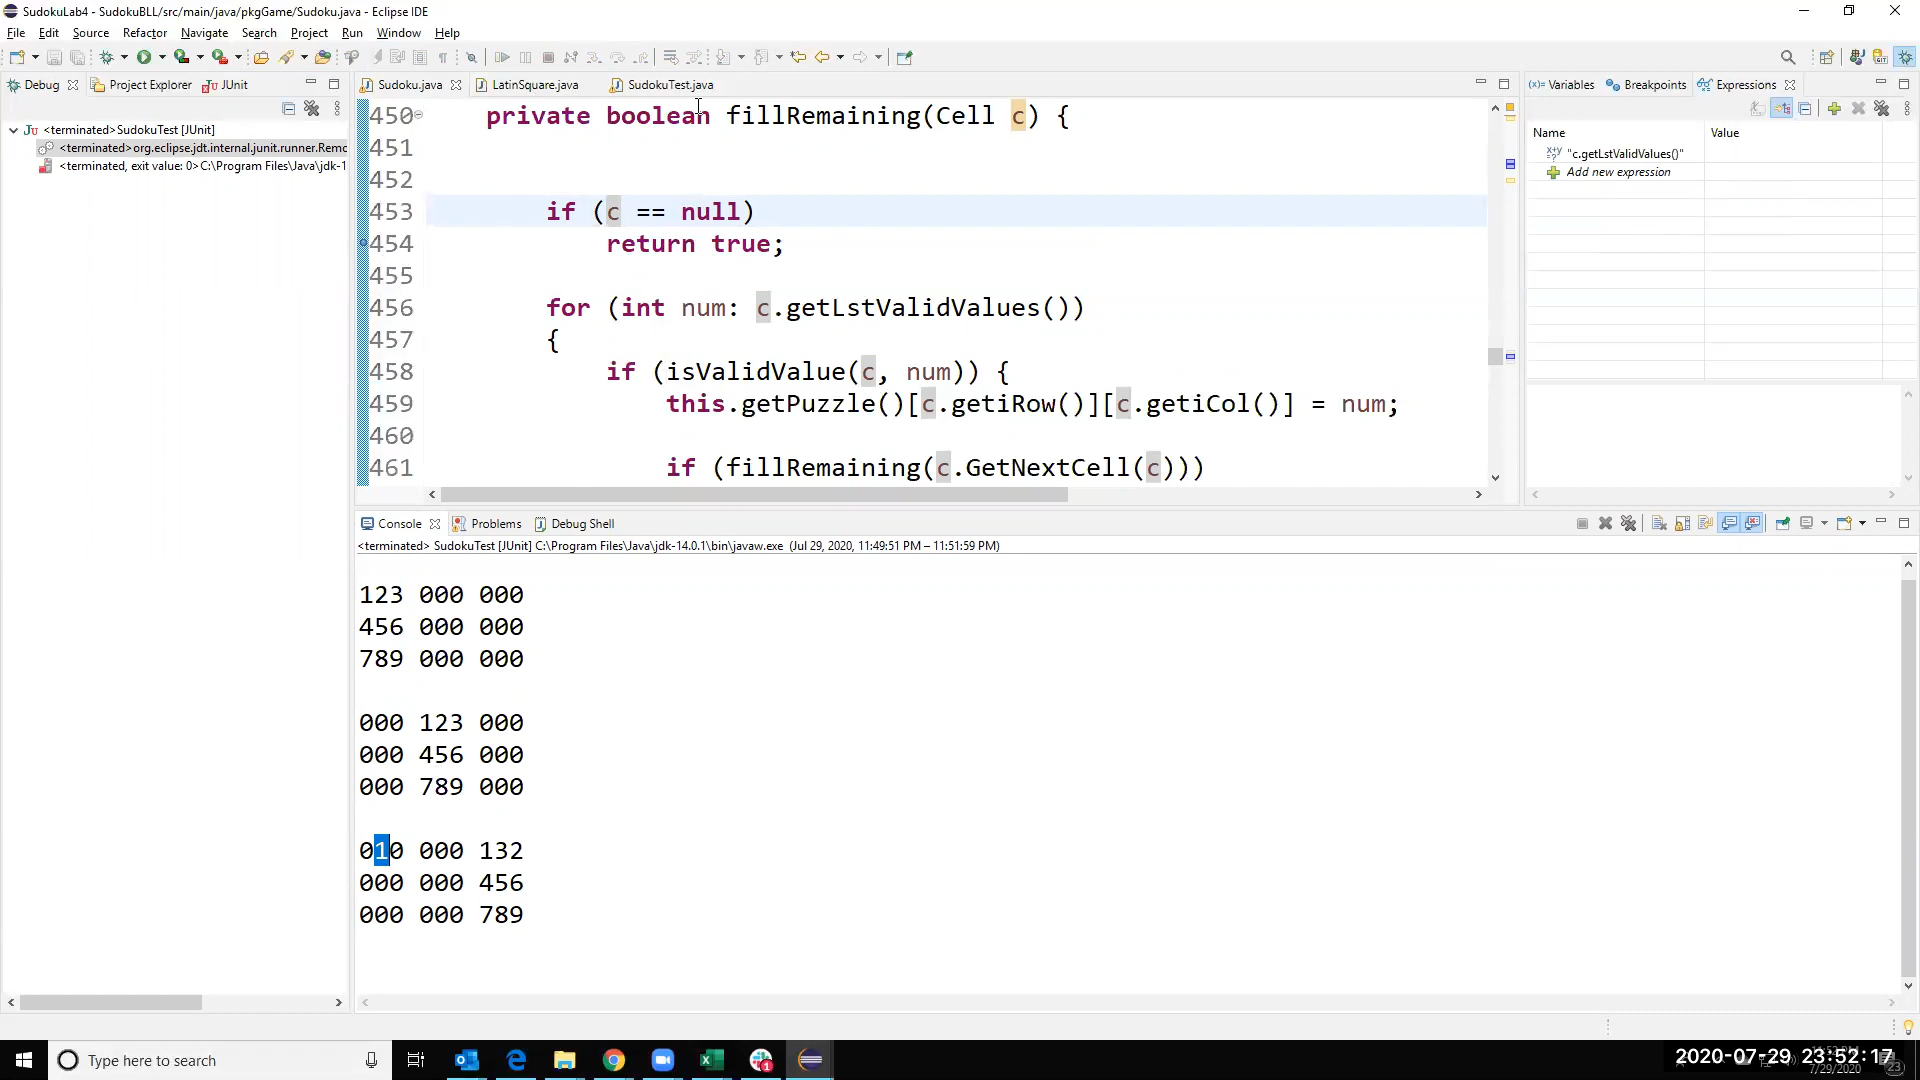 SudokuLab4 - SudokuBLL/src/main/java/pkgGame/Sudoku.java - Eclipse IDE
File Edit Source Refactor Navigate Search Project Run Window Help
Debug Project Explorer JUnit
<terminated>SudokuTest [JUnit]
<terminated>org.eclipse.jdt.internal.junit.runner.Remo
<terminated, exit value: 0>C:\Program Files\Java\jdk-1
Sudoku.java LatinSquare.java SudokuTest.java
450 private boolean fillRemaining(Cell c) {
451
452
453 if (c == null)
454 return true;
455
456 for (int num: c.getLstValidValues())
457 {
458 if (isValidValue(c, num)) {
459 this.getPuzzle()[c.getiRow()][c.getiCol()] = num;
460
461 if (fillRemaining(c.GetNextCell(c)))
Variables Breakpoints Expressions
Name Value
"c.getLstValidValues()"
Add new expression
Console Problems Debug Shell
<terminated> SudokuTest [JUnit] C:\Program Files\Java\jdk-14.0.1\bin\javaw.exe (Jul 29, 2020, 11:49:51 PM – 11:51:59 PM)
123 000 000
456 000 000
789 000 000
000 123 000
000 456 000
000 789 000
010 000 132
000 000 456
000 000 789
Type here to search
2020-07-29 23:52:17
7/29/2020
23